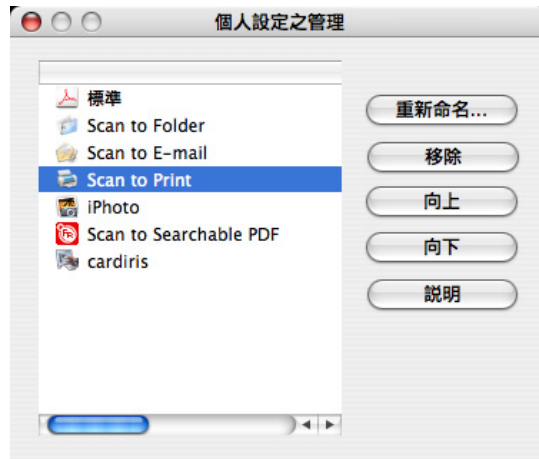 個人設定之管理
標準
Scan to Folder
Scan to E-mail
Scan to Print
iPhoto
Scan to Searchable PDF
cardiris
重新命名...
移除
向上
向下
説明